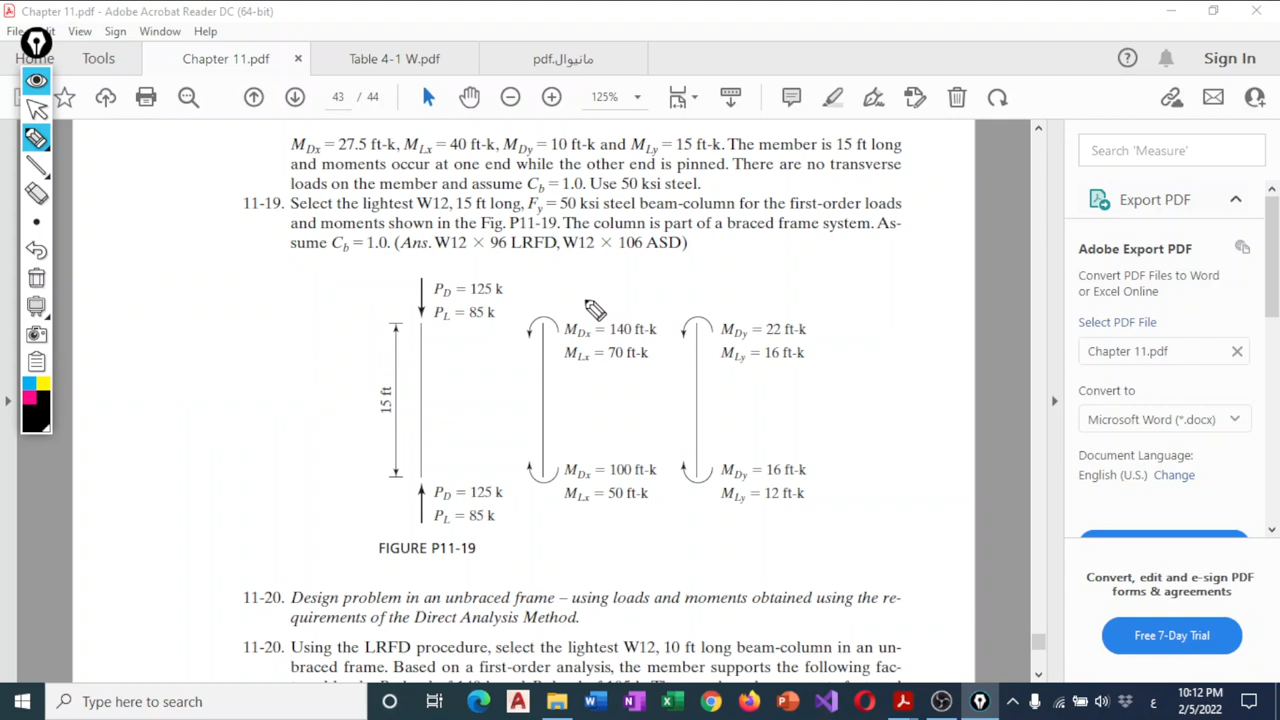 Chapter 11.pdf - Adobe Acrobat Reader DC (64-bit)
File Edit View Sign Window Help
Home Tools Chapter 11.pdf × Table 4-1 W.pdf مانيوال.pdf Sign In
43 / 44 125%
M_Dx = 27.5 ft-k, M_Lx = 40 ft-k, M_Dy = 10 ft-k and M_Ly = 15 ft-k. The member is 15 ft long
and moments occur at one end while the other end is pinned. There are no transverse
loads on the member and assume C_b = 1.0. Use 50 ksi steel.
11-19. Select the lightest W12, 15 ft long, F_y = 50 ksi steel beam-column for the first-order loads
and moments shown in the Fig. P11-19. The column is part of a braced frame system. As-
sume C_b = 1.0. (Ans. W12 × 96 LRFD, W12 × 106 ASD)
P_D = 125 k
P_L = 85 k
15 ft
P_D = 125 k
P_L = 85 k
M_Dx = 140 ft-k
M_Lx = 70 ft-k
M_Dx = 100 ft-k
M_Lx = 50 ft-k
M_Dy = 22 ft-k
M_Ly = 16 ft-k
M_Dy = 16 ft-k
M_Ly = 12 ft-k
FIGURE P11-19
11-20. Design problem in an unbraced frame – using loads and moments obtained using the re-
quirements of the Direct Analysis Method.
11-20. Using the LRFD procedure, select the lightest W12, 10 ft long beam-column in an un-
braced frame. Based on a first-order analysis, the member supports the following fac-
Search 'Measure'
Export PDF
Adobe Export PDF
Convert PDF Files to Word
or Excel Online
Select PDF File
Chapter 11.pdf
Convert to
Microsoft Word (*.docx)
Document Language:
English (U.S.) Change
Convert, edit and e-sign PDF
forms & agreements
Free 7-Day Trial
Type here to search
ع
10:12 PM
2/5/2022